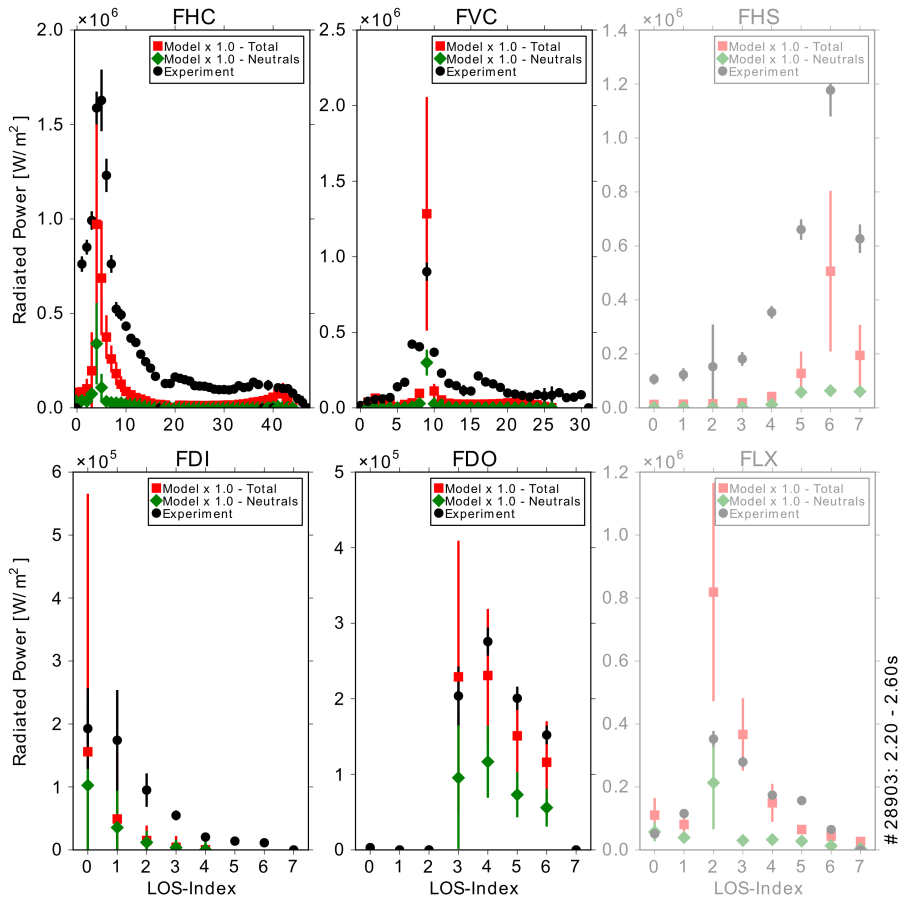 ×10⁶ FHC
Radiated Power [W/m²]
2.0
1.5
1.0
0.5
0.0
0 10 20 30 40
Model x 1.0 - Total
Model x 1.0 - Neutrals
Experiment
×10⁶ FVC
2.5
2.0
1.5
1.0
0.5
0.0
0 5 10 15 20 25 30
Model x 1.0 - Total
Model x 1.0 - Neutrals
Experiment
×10⁶ FHS
1.4
1.2
1.0
0.8
0.6
0.4
0.2
0.0
0 1 2 3 4 5 6 7
Model x 1.0 - Total
Model x 1.0 - Neutrals
Experiment
×10⁵ FDI
Radiated Power [W/m²]
6
5
4
3
2
1
0
0 1 2 3 4 5 6 7
LOS-Index
Model x 1.0 - Total
Model x 1.0 - Neutrals
Experiment
×10⁵ FDO
5
4
3
2
1
0
0 1 2 3 4 5 6 7
LOS-Index
Model x 1.0 - Total
Model x 1.0 - Neutrals
Experiment
×10⁶ FLX
1.2
1.0
0.8
0.6
0.4
0.2
0.0
0 1 2 3 4 5 6 7
LOS-Index
Model x 1.0 - Total
Model x 1.0 - Neutrals
Experiment
# 28903: 2.20 - 2.60s